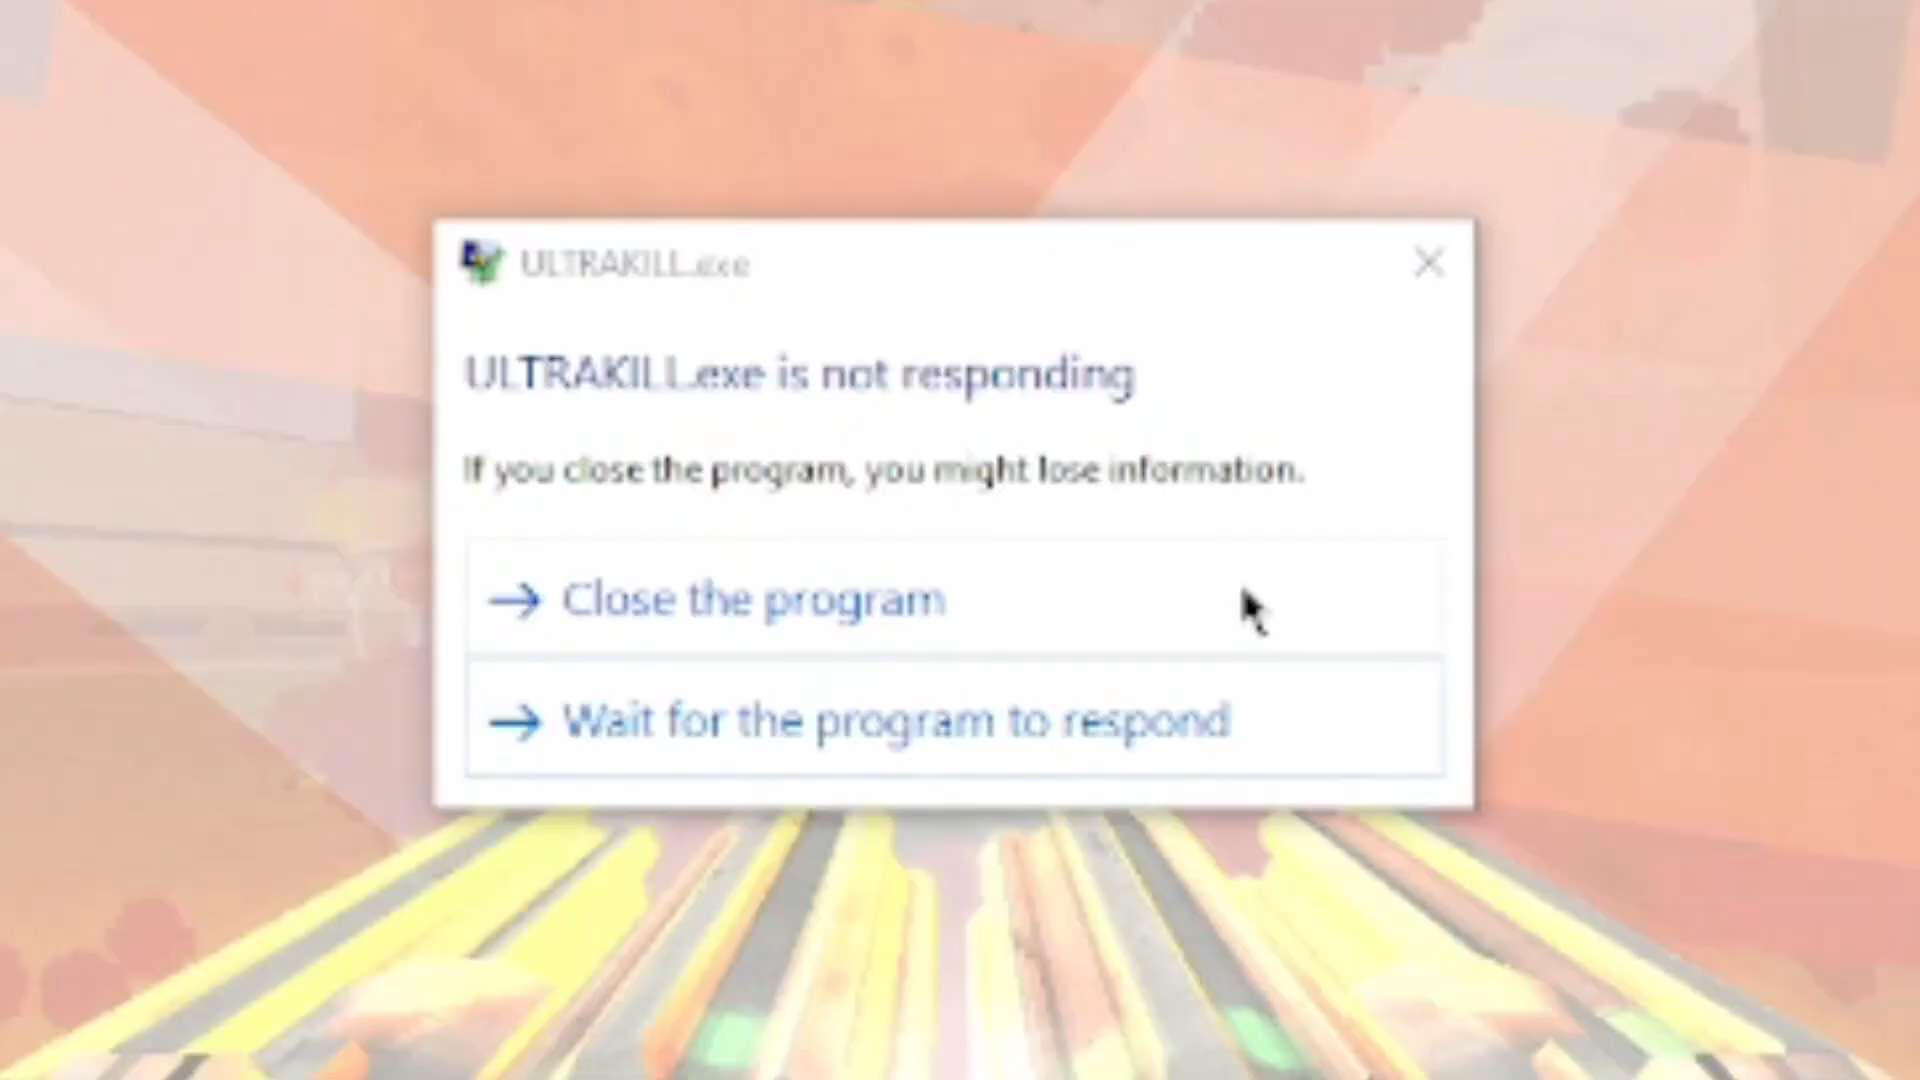 ULTRAKILL.exe
ULTRAKILL.exe is not responding
If you close the program, you might lose information.
Close the program
Wait for the program to respond